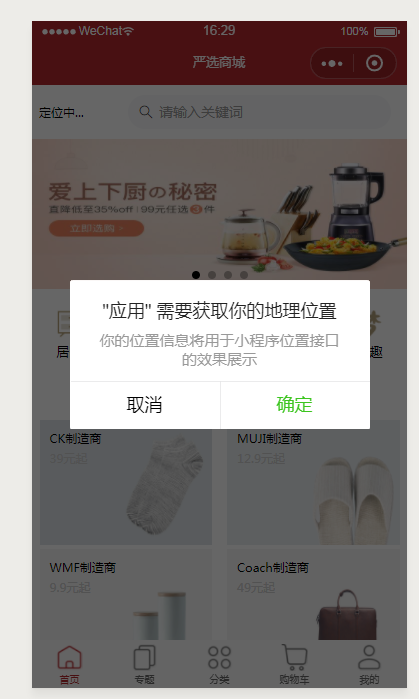 WeChat
16:29
100%
严选商城
定位中...
请输入关键词
爱上下厨の秘密
直降低至35%off | 99元任选3件
立即选购
"应用" 需要获取你的地理位置
你的位置信息将用于小程序位置接口
的效果展示
居
趣
取消
确定
CK制造商
39元起
MUJI制造商
12.9元起
WMF制造商
9.9元起
Coach制造商
49元起
首页
专题
分类
购物车
我的